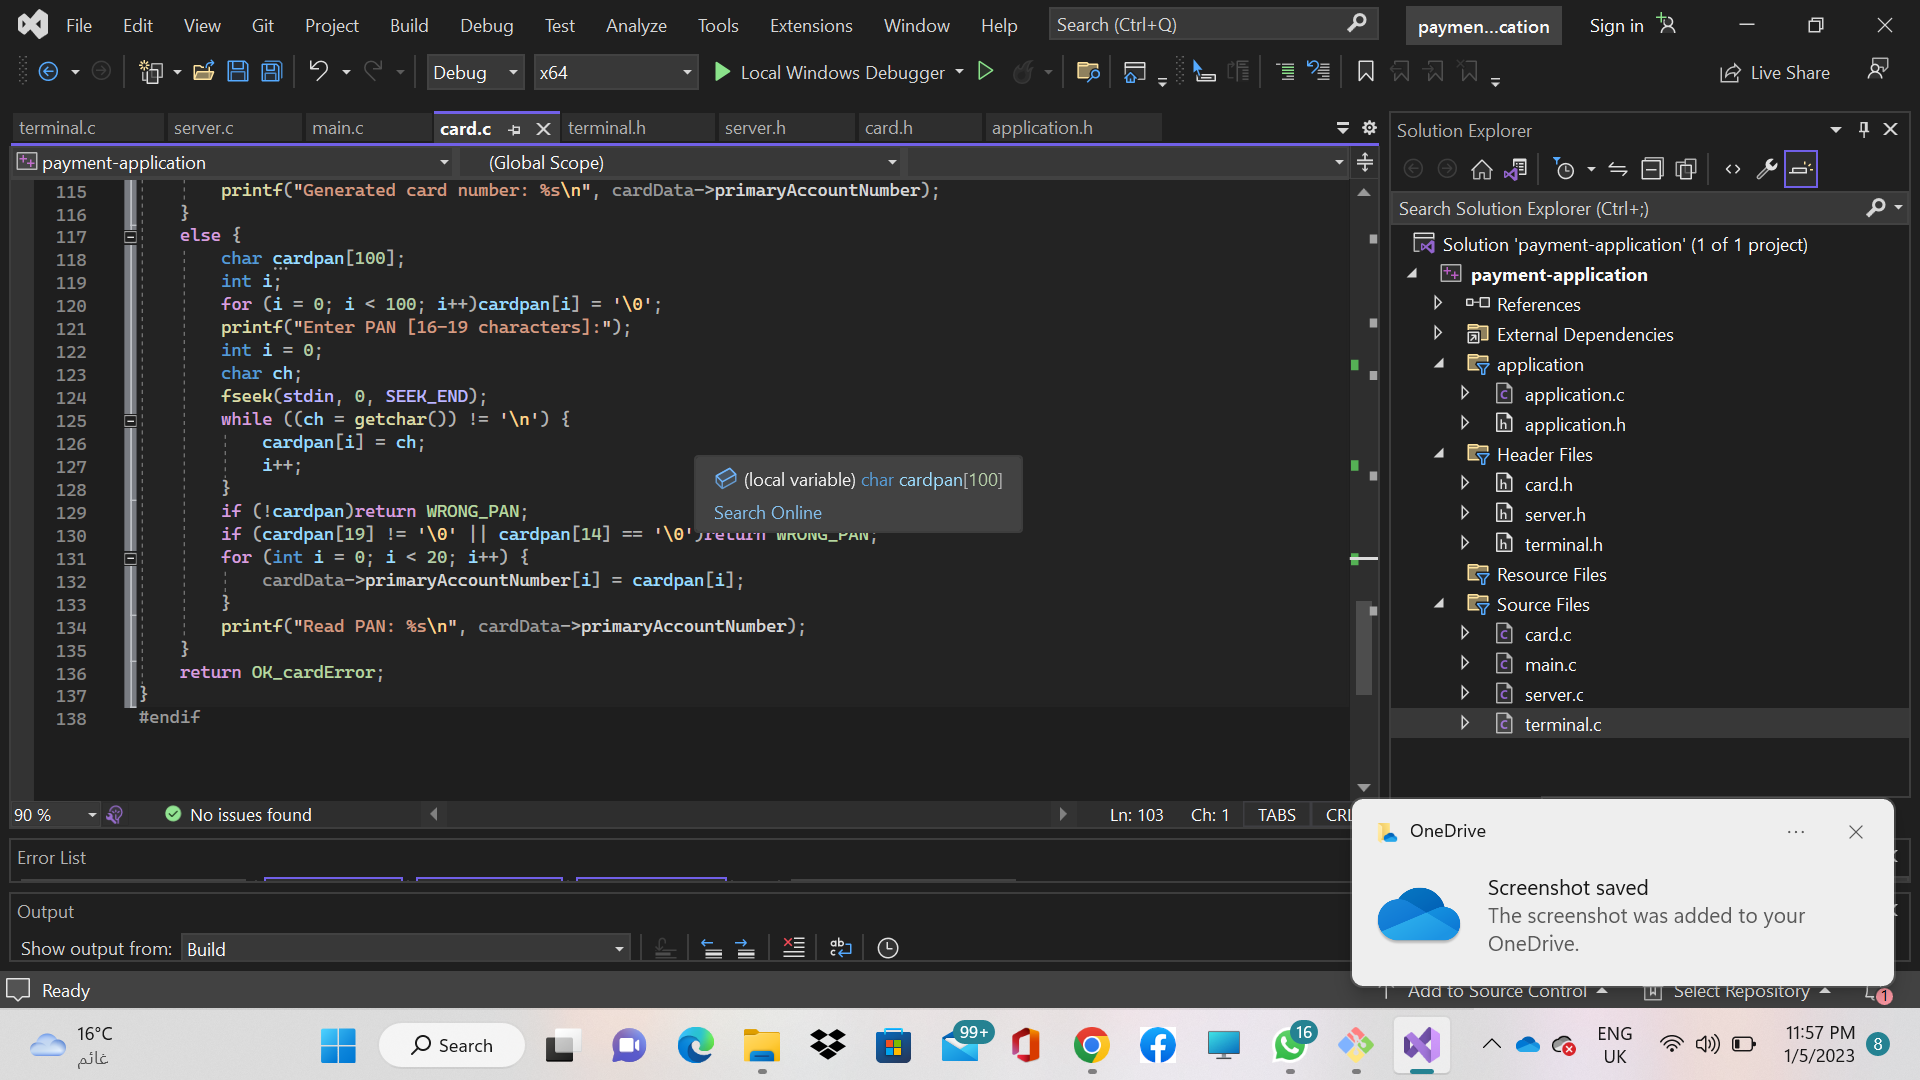 File Edit View Git Project Build Debug Test Analyze Tools Extensions Window Help Search (Ctrl+Q) paymen...cation Sign in
Debug x64 Local Windows Debugger Live Share
terminal.c server.c main.c card.c terminal.h server.h card.h application.h
payment-application (Global Scope)
115 printf("Generated card number: %s\n", cardData->primaryAccountNumber);
116 }
117 else {
118 char cardpan[100];
119 int i;
120 for (i = 0; i < 100; i++)cardpan[i] = '\0';
121 printf("Enter PAN [16-19 characters]:");
122 int i = 0;
123 char ch;
124 fseek(stdin, 0, SEEK_END);
125 while ((ch = getchar()) != '\n') {
126 cardpan[i] = ch;
127 i++;
128 }
129 if (!cardpan)return WRONG_PAN;
130 if (cardpan[19] != '\0' || cardpan[14] == '\0')return WRONG_PAN;
131 for (int i = 0; i < 20; i++) {
132 cardData->primaryAccountNumber[i] = cardpan[i];
133 }
134 printf("Read PAN: %s\n", cardData->primaryAccountNumber);
135 }
136 return OK_cardError;
137 }
138 #endif
(local variable) char cardpan[100]
Search Online
90 % No issues found Ln: 103 Ch: 1 TABS CRL
Error List
Output
Show output from: Build
Ready Add to Source Control Select Repository 1
Solution Explorer
Search Solution Explorer (Ctrl+;)
Solution 'payment-application' (1 of 1 project)
payment-application
References
External Dependencies
application
application.c
application.h
Header Files
card.h
server.h
terminal.h
Resource Files
Source Files
card.c
main.c
server.c
terminal.c
OneDrive
Screenshot saved
The screenshot was added to your
OneDrive.
16°C
غائم
Search 99+ 16
ENG
UK
11:57 PM
1/5/2023
8